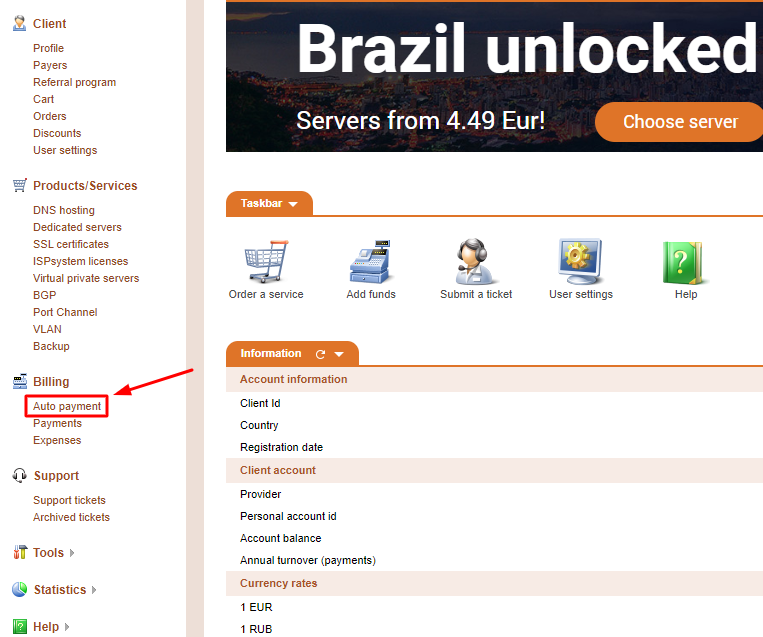 Client
Profile
Payers
Referral program
Cart
Orders
Discounts
User settings
Products/Services
DNS hosting
Dedicated servers
SSL certificates
ISPsystem licenses
Virtual private servers
BGP
Port Channel
VLAN
Backup
Billing
Auto payment
Payments
Expenses
Support
Support tickets
Archived tickets
Tools
Statistics
Help
Brazil unlocked
Servers from 4.49 Eur!
Choose server
Taskbar
Order a service
Add funds
Submit a ticket
User settings
Help
Information
Account information
Client Id
Country
Registration date
Client account
Provider
Personal account id
Account balance
Annual turnover (payments)
Currency rates
1 EUR
1 RUB